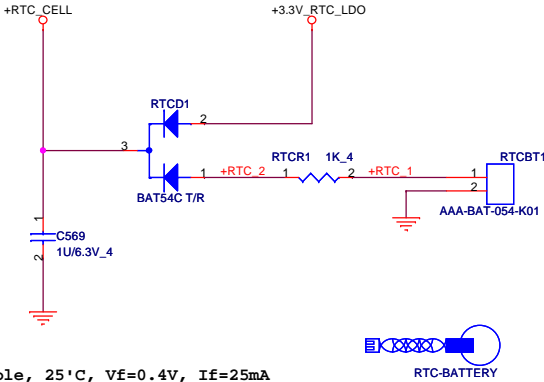 +RTC_CELL
+3.3V_RTC_LDO
RTCD1
2
3
1
+RTC_2
BAT54C T/R
RTCR1
1K_4
1
2
+RTC_1
RTCBT1
1
2
AAA-BAT-054-K01
1
C569
1U/6.3V_4
2
RTC-BATTERY
ole, 25'C, Vf=0.4V, If=25mA